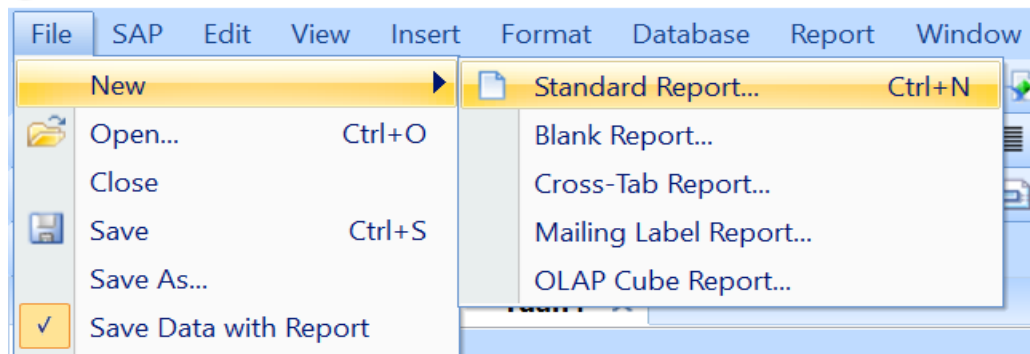 File SAP Edit View Insert Format Database Report Window
New
Open... Ctrl+O
Close
Save Ctrl+S
Save As...
Save Data with Report
Standard Report... Ctrl+N
Blank Report...
Cross-Tab Report...
Mailing Label Report...
OLAP Cube Report...